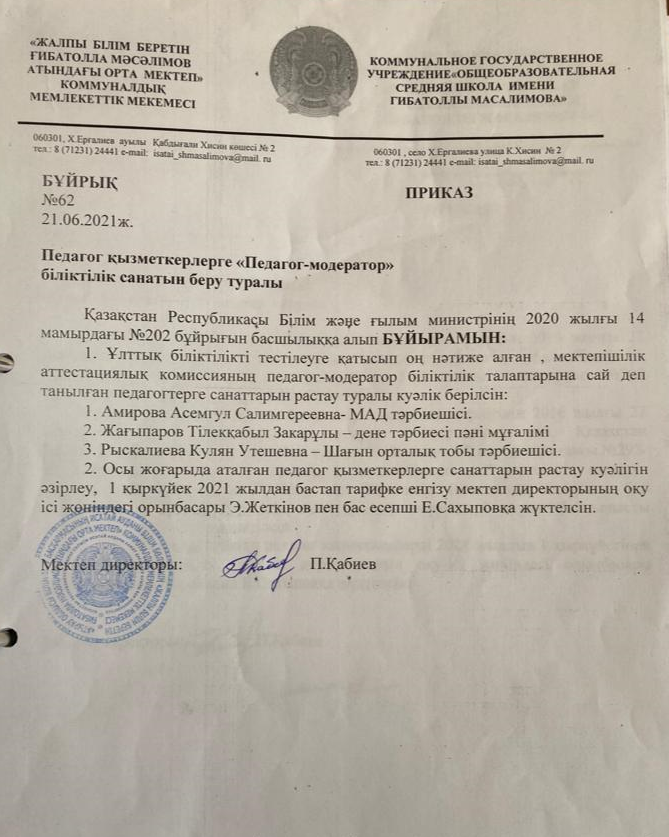 «ЖАЛПЫ БІЛІМ БЕРЕТІН
ҒИБАТОЛЛА МӘСӘЛІМОВ
АТЫНДАҒЫ ОРТА МЕКТЕП»
КОММУНАЛДЫҚ
МЕМЛЕКЕТТІК МЕКЕМЕСІ
КОММУНАЛЬНОЕ ГОСУДАРСТВЕННОЕ
УЧРЕЖДЕНИЕ«ОБЩЕОБРАЗОВАТЕЛЬНАЯ
СРЕДНЯЯ ШКОЛА ИМЕНИ
ГИБАТОЛЛЫ МАСАЛИМОВА»
060301, Х.Ерғалиев ауылы Қабдығали Хисин көшесі № 2
тел.: 8 (71231) 24441 e-mail: isatai_shmasalimova@mail. ru
060301 , село Х.Ергалиева улица К.Хисин № 2
тел.: 8 (71231) 24441 e-mail: isatai_shmasalimova@mail. ru
БҰЙРЫҚ
ПРИКАЗ
№62
21.06.2021ж.
Педагог қызметкерлерге «Педагог-модератор»
біліктілік санатын беру туралы
Қазақстан Республикасы Білім және ғылым министрінің 2020 жылғы 14
мамырдағы №202 бұйрығын басшылыққа алып БҰЙЫРАМЫН:
1. Ұлттық біліктілікті тестілеуге қатысып оң нәтиже алған , мектепішілік
аттестациялық комиссияның педагог-модератор біліктілік талаптарына сай деп
танылған педагогтерге санаттарын растау туралы куәлік берілсін:
1. Амирова Асемгул Салимгереевна- МАД тәрбиешісі.
2. Жағыпаров Тілекқабыл Закарұлы – дене тәрбиесі пәні мұғалімі
3. Рыскалиева Кулян Утешевна – Шағын орталық тобы тәрбиешісі.
2. Осы жоғарыда аталған педагог қызметкерлерге санаттарын растау куәлігін
әзірлеу, 1 қыркүйек 2021 жылдан бастап тарифке енгізу мектеп директорының оқу
ісі жөніндегі орынбасары Э.Жеткінов пен бас есепші Е.Сахыповқа жүктелсін.
Мектеп директоры: П.Қабиев